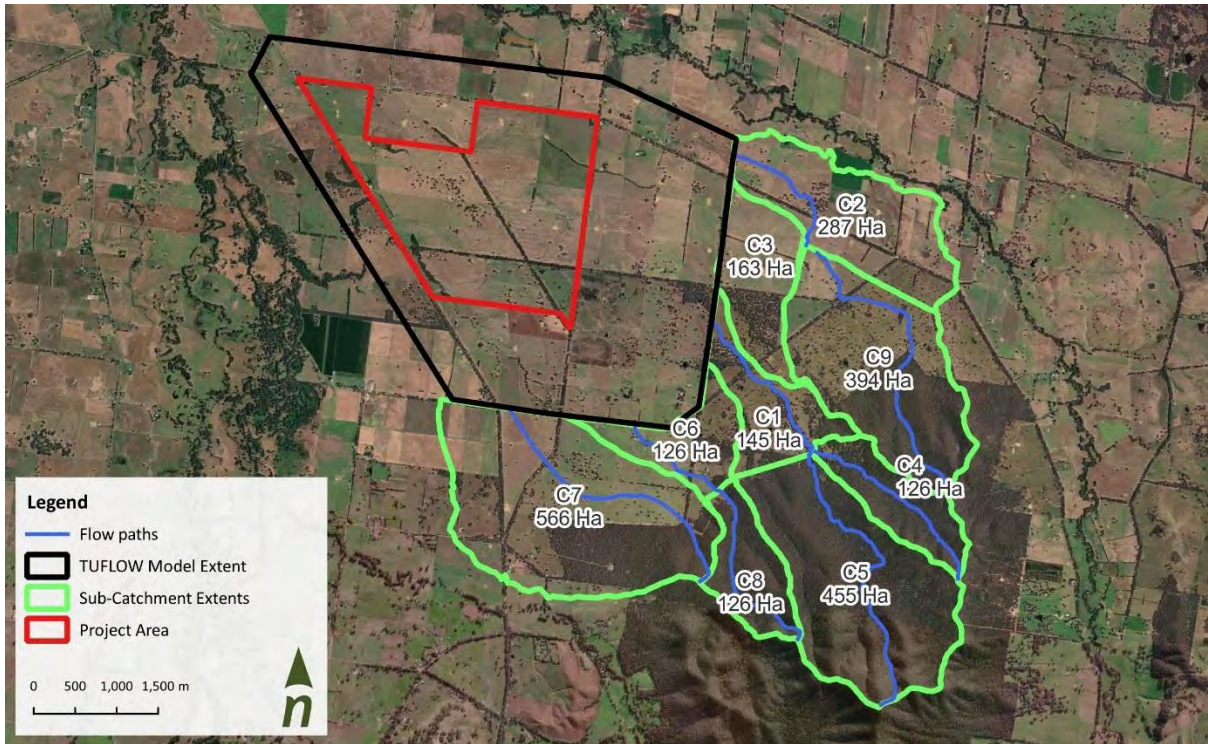 C2
287 Ha
C3
163 Ha
C9
394 Ha
C1
145 Ha
C6
126 Ha
C4
126 Ha
C7
566 Ha
C8
126 Ha
C5
455 Ha
Legend
Flow paths
TUFLOW Model Extent
Sub-Catchment Extents
Project Area
0 500 1,000 1,500 m
n